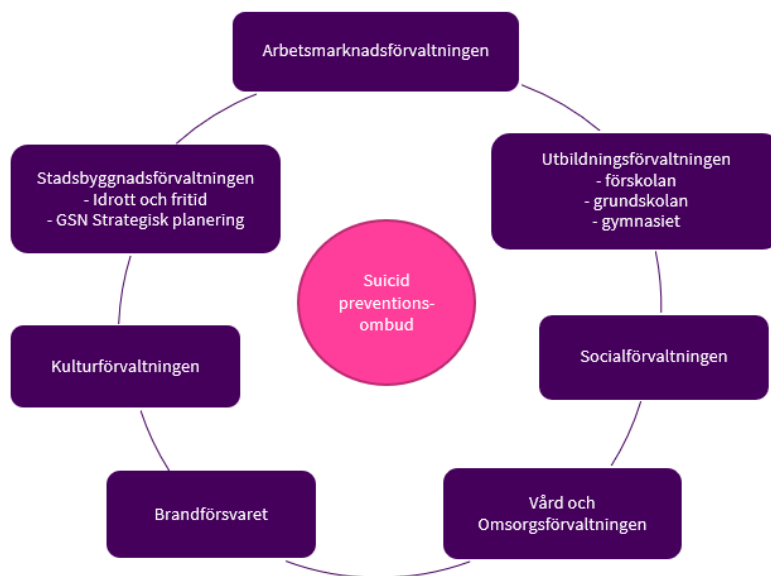 Arbetsmarknadsförvaltningen
Stadsbyggnadsförvaltningen
- Idrott och fritid
- GSN Strategisk planering
Utbildningsförvaltningen
- förskolan
- grundskolan
- gymnasiet
Suicid
preventions-
ombud
Kulturförvaltningen
Socialförvaltningen
Brandförsvaret
Vård och
Omsorgsförvaltningen